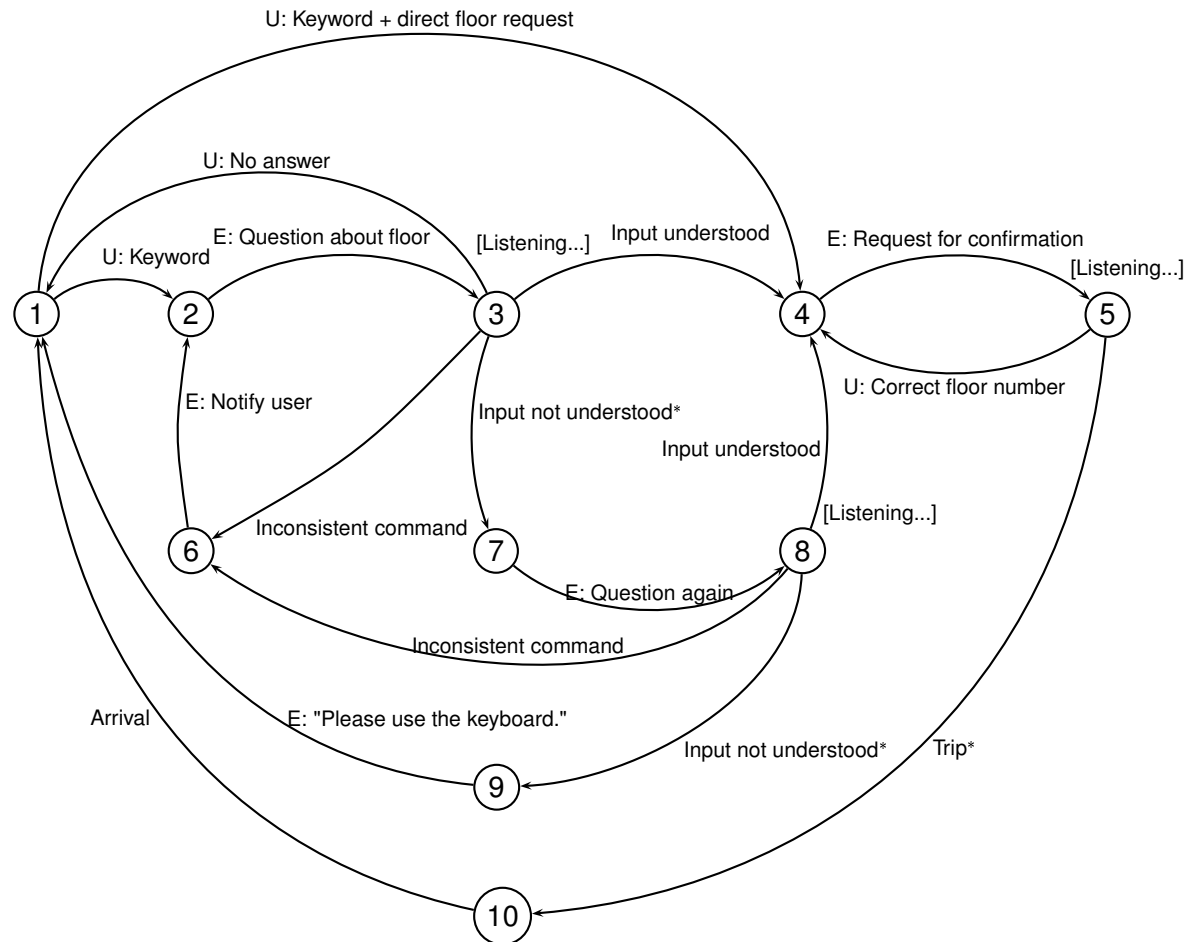 U: Keyword + direct floor request
U: No answer
E: Question about floor
[Listening...]
Input understood
E: Request for confirmation
U: Keyword
[Listening...]
1
2
3
4
5
U: Correct floor number
E: Notify user
Input not understood*
Input understood
[Listening...]
Inconsistent command
6
7
8
E: Question again
Inconsistent command
Arrival
E: "Please use the keyboard."
Input not understood*
Trip*
9
10